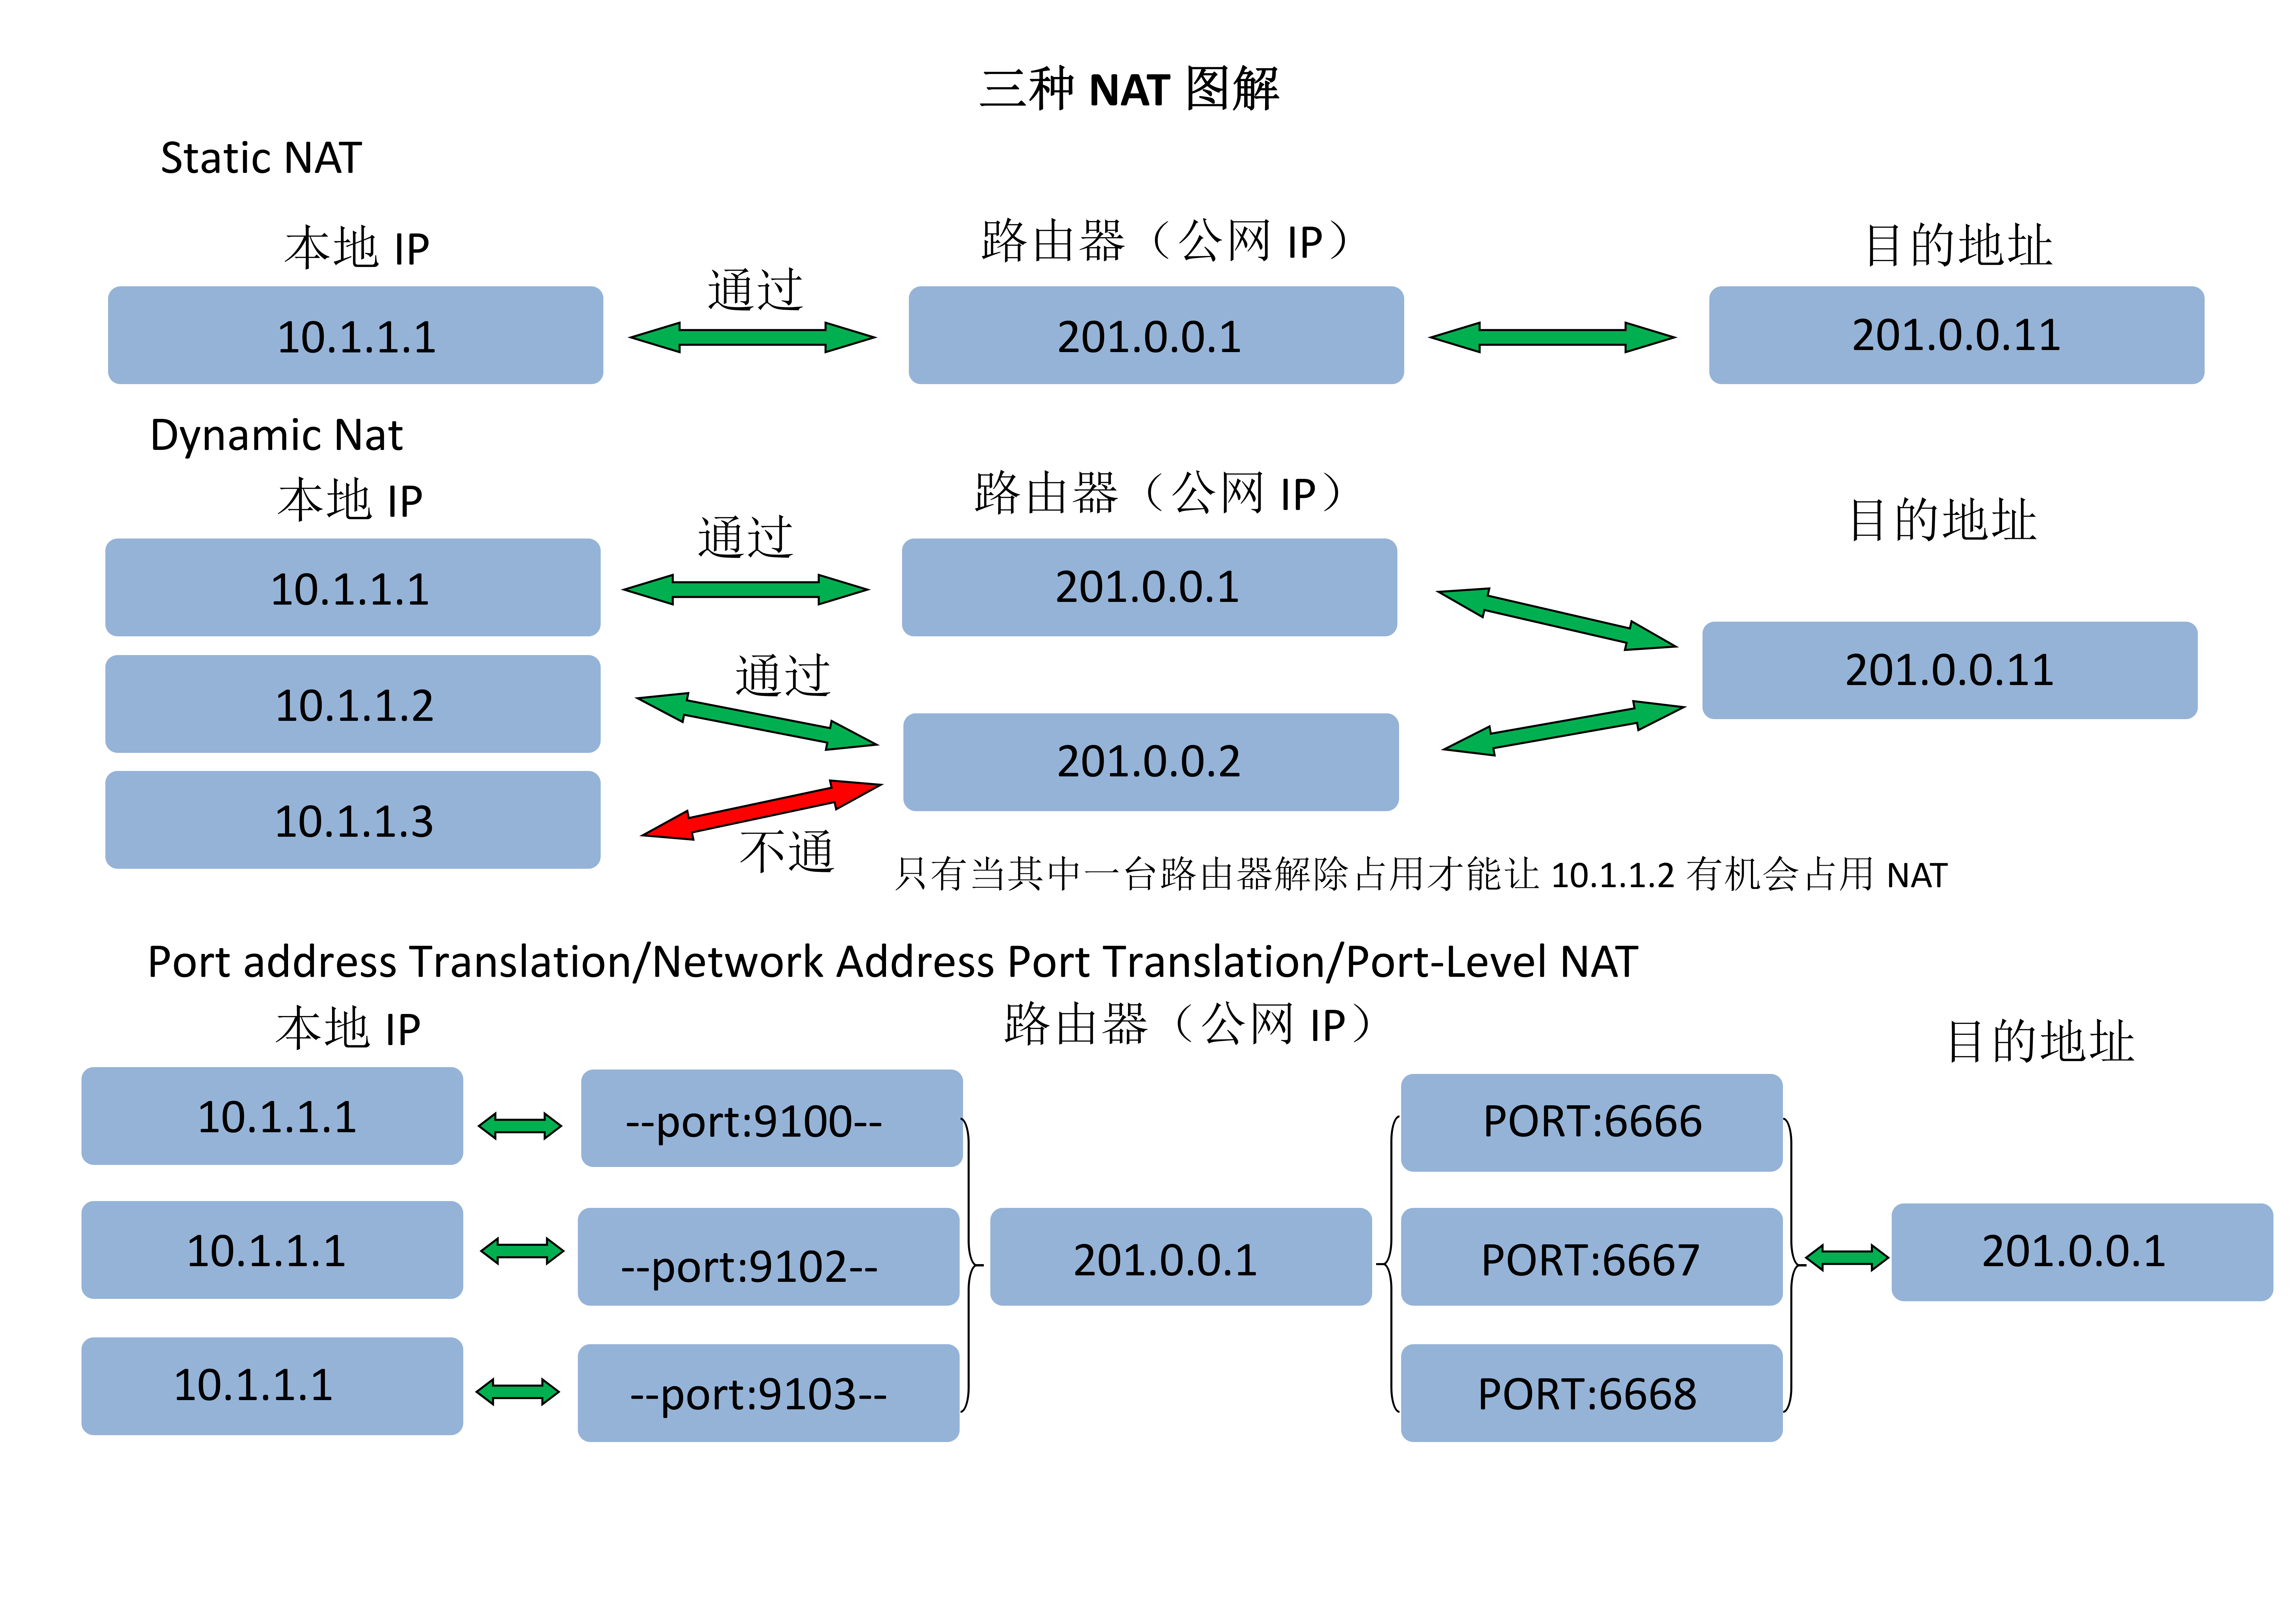 三种 NAT 图解
Static NAT
本地 IP
路由器（公网 IP）
目的地址
通过
10.1.1.1
201.0.0.1
201.0.0.11
Dynamic Nat
本地 IP
路由器（公网 IP）
目的地址
通过
10.1.1.1
201.0.0.1
通过
10.1.1.2
201.0.0.11
201.0.0.2
10.1.1.3
不通
只有当其中一台路由器解除占用才能让 10.1.1.2 有机会占用 NAT
Port address Translation/Network Address Port Translation/Port-Level NAT
本地 IP
路由器（公网 IP）
目的地址
10.1.1.1
--port:9100--
PORT:6666
10.1.1.1
--port:9102--
201.0.0.1
PORT:6667
201.0.0.1
10.1.1.1
--port:9103--
PORT:6668